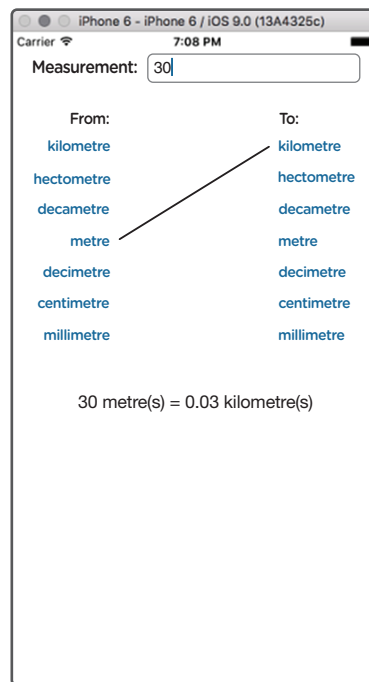 iPhone 6 - iPhone 6 / iOS 9.0 (13A4325c)
Carrier 7:08 PM
Measurement: 30
From: To:
kilometre kilometre
hectometre hectometre
decametre decametre
metre metre
decimetre decimetre
centimetre centimetre
millimetre millimetre
30 metre(s) = 0.03 kilometre(s)